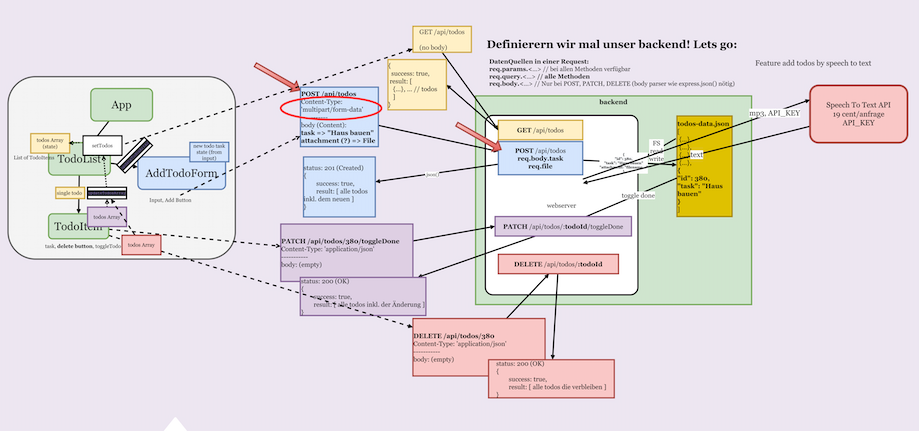 GET /api/todos
(no body)
Definierern wir mal unser backend! Lets go:
DatenQuellen in einer Request:
req.params.<...> // bei allen Methoden verfügbar
req.query.<...> // alle Methoden
req.body.<...> // Nur bei POST, PATCH, DELETE (body parser wie express.json() nötig)
Feature add todos by speech to text
{
success: true,
result: [
{...}, ... // todos
]
}
App
todos Array
(state)
List of TodoItems
setTodos
TodoList
new todo task
state (from
input)
AddTodoForm
Input, Add Button
single todo
todos Array
TodoItem
todos Array
task, delete button, toggleTodo
POST /api/todos
Content-Type:
'multipart/form-data'
body (Content):
task => "Haus bauen"
attachment (?) => File
status: 201 (Created)
{
success: true,
result: [ alle todos
inkl. dem neuen ]
}
backend
GET /api/todos
POST /api/todos
req.body.task
req.file
webserver
PATCH /api/todos/:todoId/toggleDone
DELETE /api/todos/:todoId
FS
read
write
text
toggle done
todos-data.json
[
{...},
{...},
{...},
{
"id": 380,
"task": "Haus
bauen"
}
]
mp3, API_KEY
Speech To Text API
19 cent/anfrage
API_KEY
PATCH /api/todos/380/toggleDone
Content-Type: 'application/json'
-------------
body: (empty)
status: 200 (OK)
{
success: true,
result: [ alle todos inkl. der Änderung ]
}
DELETE /api/todos/380
Content-Type: 'application/json'
-------------
body: (empty)
status: 200 (OK)
{
success: true,
result: [ alle todos die verbleiben ]
}